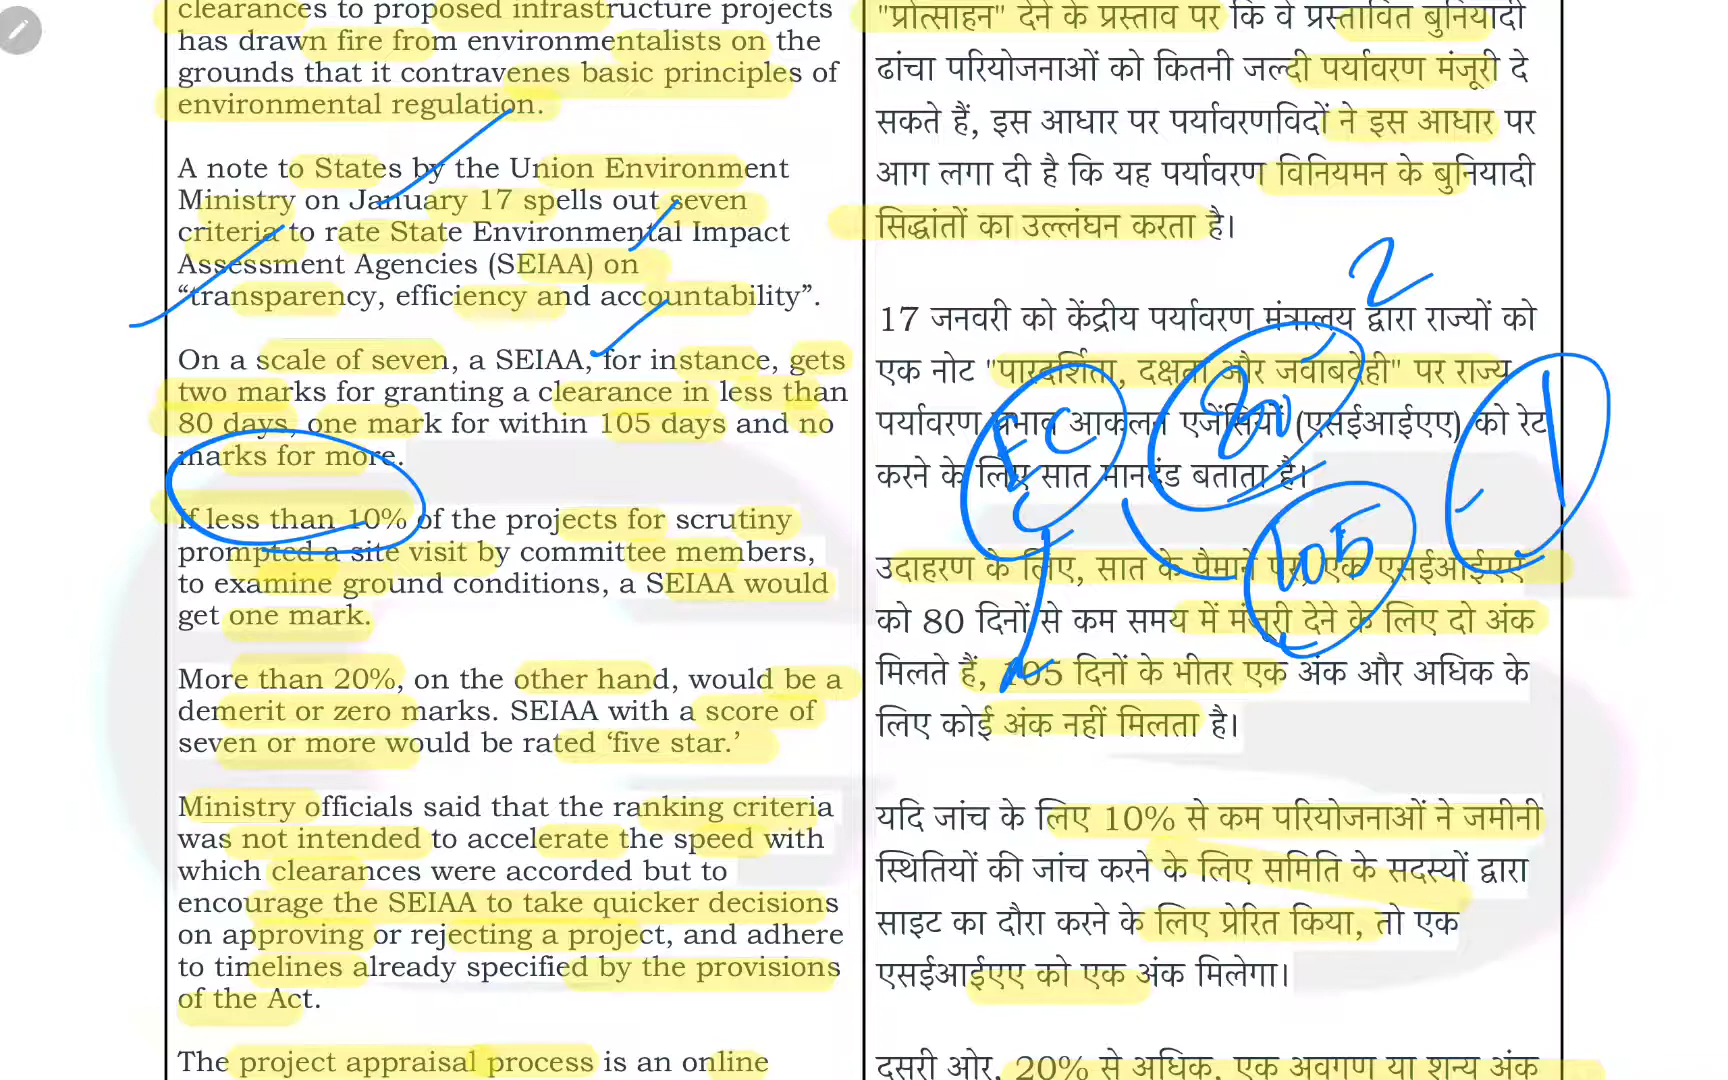 clearances to proposed infrastructure projects
has drawn fire from environmentalists on the
grounds that it contravenes basic principles of
environmental regulation.
A note to States by the Union Environment
Ministry on January 17 spells out seven
criteria to rate State Environmental Impact
Assessment Agencies (SEIAA) on
“transparency, efficiency and accountability”.
On a scale of seven, a SEIAA, for instance, gets
two marks for granting a clearance in less than
80 days, one mark for within 105 days and no
marks for more.
If less than 10% of the projects for scrutiny
prompted a site visit by committee members,
to examine ground conditions, a SEIAA would
get one mark.
More than 20%, on the other hand, would be a
demerit or zero marks. SEIAA with a score of
seven or more would be rated ‘five star.’
Ministry officials said that the ranking criteria
was not intended to accelerate the speed with
which clearances were accorded but to
encourage the SEIAA to take quicker decisions
on approving or rejecting a project, and adhere
to timelines already specified by the provisions
of the Act.
The project appraisal process is an online
"प्रोत्साहन" देने के प्रस्ताव पर कि वे प्रस्तावित बुनियादी
ढांचा परियोजनाओं को कितनी जल्दी पर्यावरण मंजूरी दे
सकते हैं, इस आधार पर पर्यावरणविदों ने इस आधार पर
आग लगा दी है कि यह पर्यावरण विनियमन के बुनियादी
सिद्धांतों का उल्लंघन करता है।
17 जनवरी को केंद्रीय पर्यावरण मंत्रालय द्वारा राज्यों को
एक नोट "पारदर्शिता, दक्षता और जवाबदेही" पर राज्य
पर्यावरण प्रभाव आकलन एजेंसियों (एसईआईएए) को रेट
करने के लिए सात मानदंड बताता है।
उदाहरण के लिए, सात के पैमाने पर, एक एसईआईएए
को 80 दिनों से कम समय में मंजूरी देने के लिए दो अंक
मिलते हैं, 105 दिनों के भीतर एक अंक और अधिक के
लिए कोई अंक नहीं मिलता है।
यदि जांच के लिए 10% से कम परियोजनाओं ने जमीनी
स्थितियों की जांच करने के लिए समिति के सदस्यों द्वारा
साइट का दौरा करने के लिए प्रेरित किया, तो एक
एसईआईएए को एक अंक मिलेगा।
दूसरी ओर, 20% से अधिक, एक अवगुण या शून्य अंक
2
EC
80
105
1